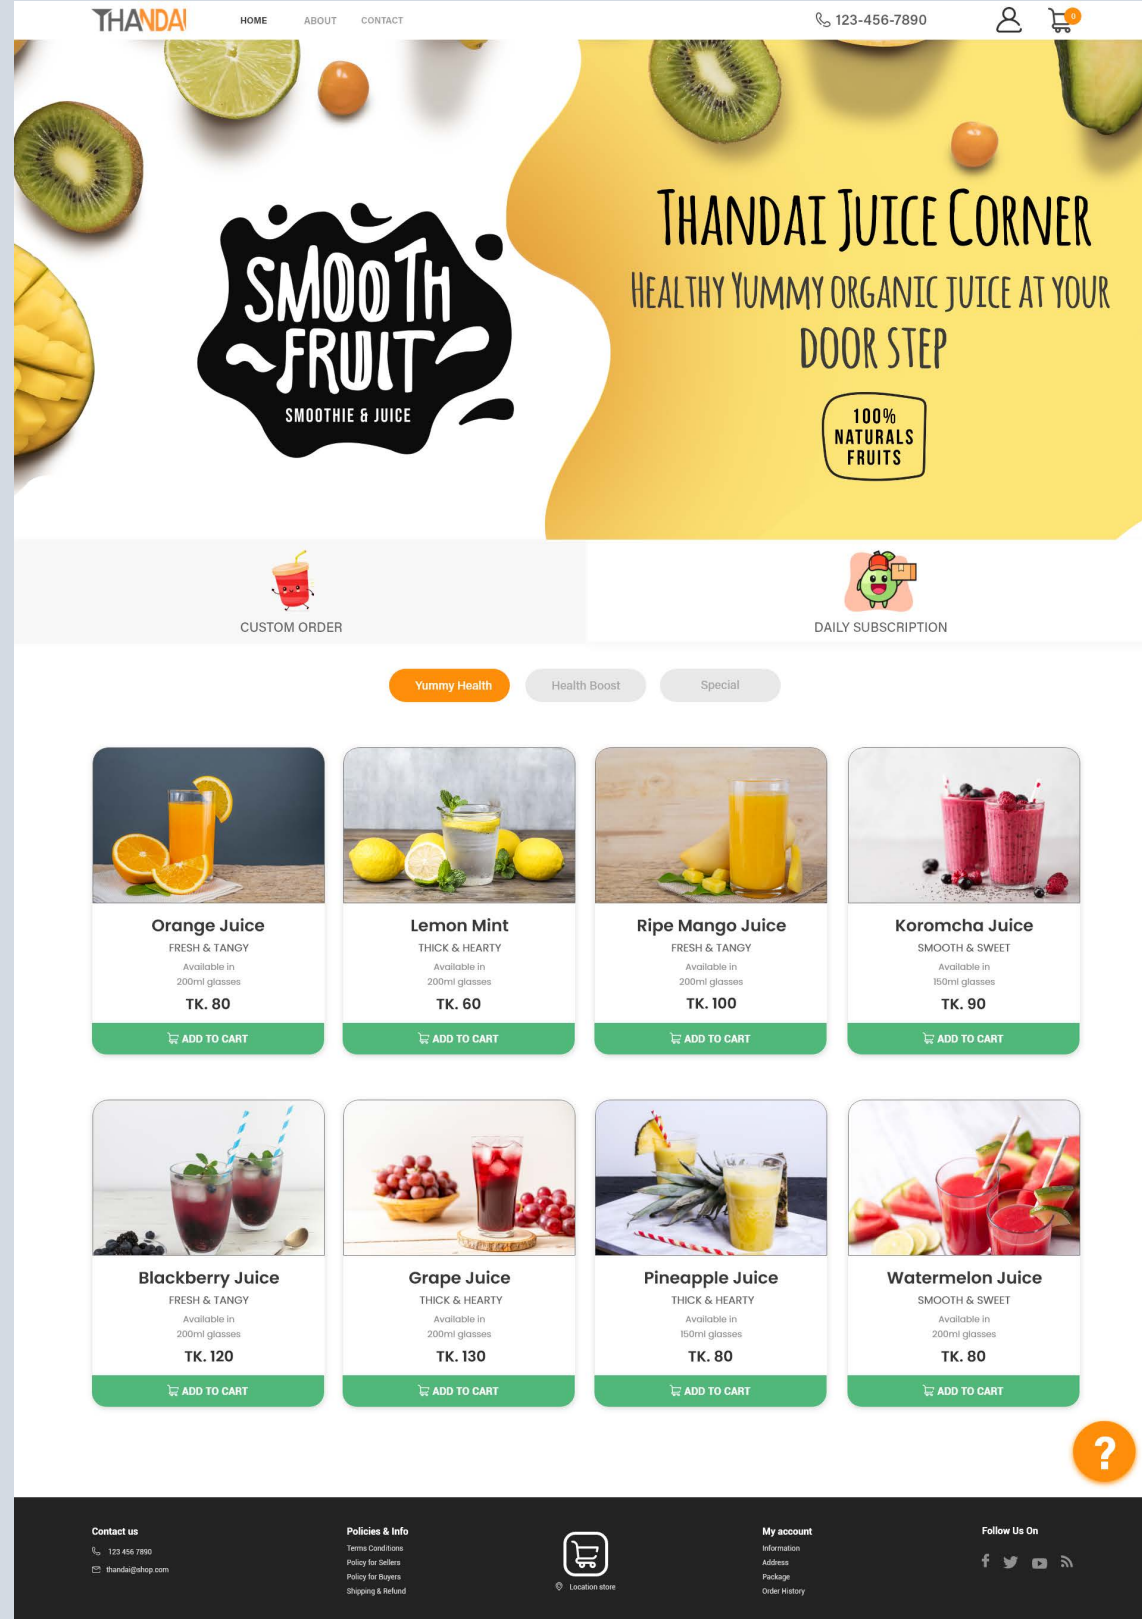 THANDAI
HOME ABOUT CONTACT
123-456-7890
0
SMOOTH
FRUIT
SMOOTHIE & JUICE
THANDAI JUICE CORNER
HEALTHY YUMMY ORGANIC JUICE AT YOUR
DOOR STEP
100%
NATURALS
FRUITS
CUSTOM ORDER
DAILY SUBSCRIPTION
Yummy Health
Health Boost
Special
Orange Juice
FRESH & TANGY
Available in
200ml glasses
TK. 80
ADD TO CART
Lemon Mint
THICK & HEARTY
Available in
200ml glasses
TK. 60
ADD TO CART
Ripe Mango Juice
FRESH & TANGY
Available in
200ml glasses
TK. 100
ADD TO CART
Koromcha Juice
SMOOTH & SWEET
Available in
150ml glasses
TK. 90
ADD TO CART
Blackberry Juice
FRESH & TANGY
Available in
200ml glasses
TK. 120
ADD TO CART
Grape Juice
THICK & HEARTY
Available in
200ml glasses
TK. 130
ADD TO CART
Pineapple Juice
THICK & HEARTY
Available in
150ml glasses
TK. 80
ADD TO CART
Watermelon Juice
SMOOTH & SWEET
Available in
200ml glasses
TK. 80
ADD TO CART
?
Contact us
123 456 7890
thandai@shop.com
Policies & Info
Terms Conditions
Policy for Sellers
Policy for Buyers
Shipping & Refund
Location store
My account
Information
Address
Package
Order History
Follow Us On